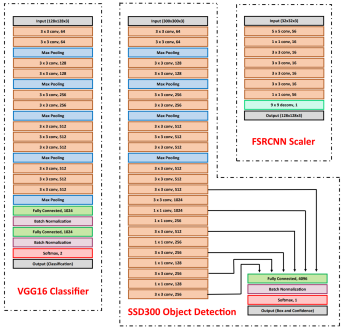 Input (128x128x3)
3 x 3 conv, 64
3 x 3 conv, 64
Max Pooling
3 x 3 conv, 128
3 x 3 conv, 128
Max Pooling
3 x 3 conv, 256
3 x 3 conv, 256
Max Pooling
3 x 3 conv, 512
3 x 3 conv, 512
3 x 3 conv, 512
Max Pooling
3 x 3 conv, 512
3 x 3 conv, 512
3 x 3 conv, 512
Max Pooling
Fully Connected, 1024
Batch Normalization
Fully Connected, 1024
Batch Normalization
Softmax, 3
Output (Classification)
VGG16 Classifier
Input (300x300x3)
3 x 3 conv, 64
3 x 3 conv, 64
Max Pooling
3 x 3 conv, 128
3 x 3 conv, 128
Max Pooling
3 x 3 conv, 256
3 x 3 conv, 256
Max Pooling
3 x 3 conv, 512
3 x 3 conv, 512
3 x 3 conv, 512
Max Pooling
3 x 3 conv, 512
3 x 3 conv, 512
3 x 3 conv, 512
3 x 3 conv, 1024
1 x 1 conv, 1024
1 x 1 conv, 256
3 x 3 conv, 512
1 x 1 conv, 256
3 x 3 conv, 256
1 x 1 conv, 256
1 x 1 conv, 128
3 x 3 conv, 256
1 x 1 conv, 128
3 x 3 conv, 256
Fully Connected, 4096
Batch Normalization
Softmax, 1
Output (Box and Confidence)
SSD300 Object Detection
Input (32x32x3)
5 x 5 conv, 56
1 x 1 conv, 16
3 x 3 conv, 16
3 x 3 conv, 16
3 x 3 conv, 16
3 x 3 conv, 16
1 x 1 conv, 56
9 x 9 deconv, 1
Output (128x128x3)
FSRCNN Scaler